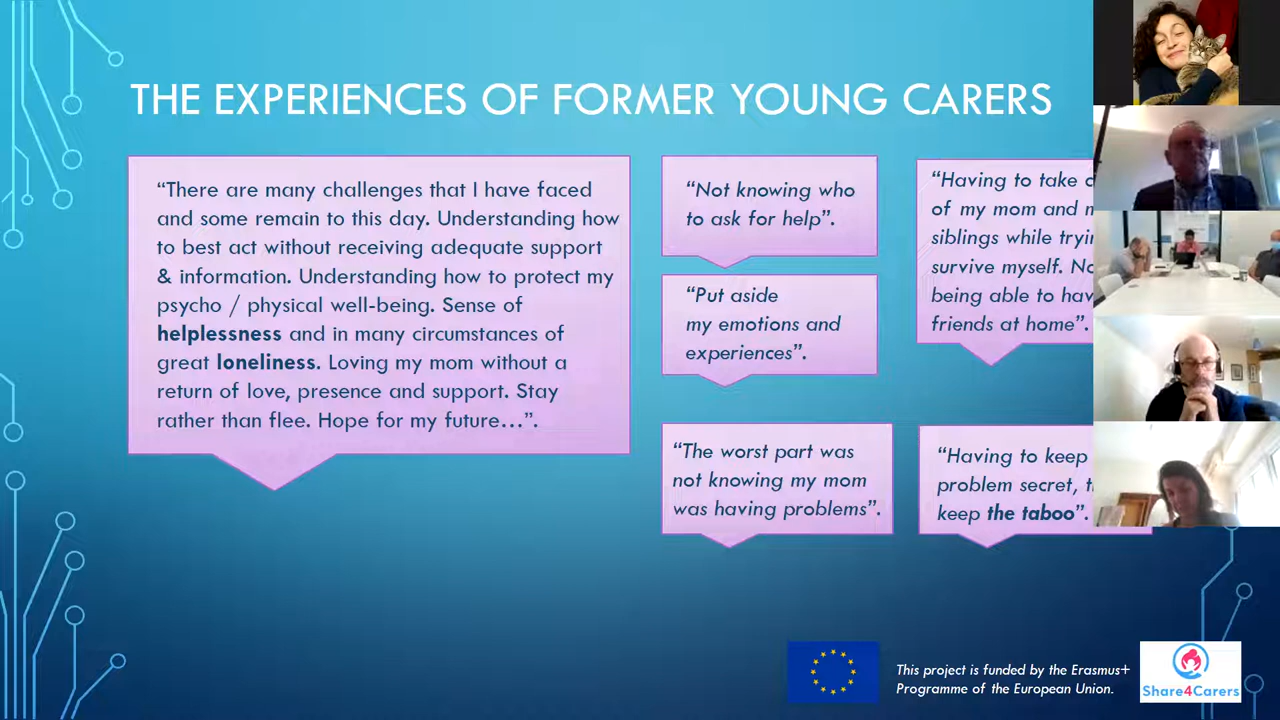 THE EXPERIENCES OF FORMER YOUNG CARERS
“There are many challenges that I have faced
and some remain to this day. Understanding how
to best act without receiving adequate support
& information. Understanding how to protect my
psycho / physical well-being. Sense of
helplessness and in many circumstances of
great loneliness. Loving my mom without a
return of love, presence and support. Stay
rather than flee. Hope for my future…”.
“Not knowing who
to ask for help”.
“Put aside
my emotions and
experiences”.
“The worst part was
not knowing my mom
was having problems”.
“Having to take
of my mom and
siblings while
survive myself.
being able to
friends at home”.
“Having to keep
problem secret,
keep the taboo”.
This project is funded by the Erasmus+
Programme of the European Union.
Share4Carers